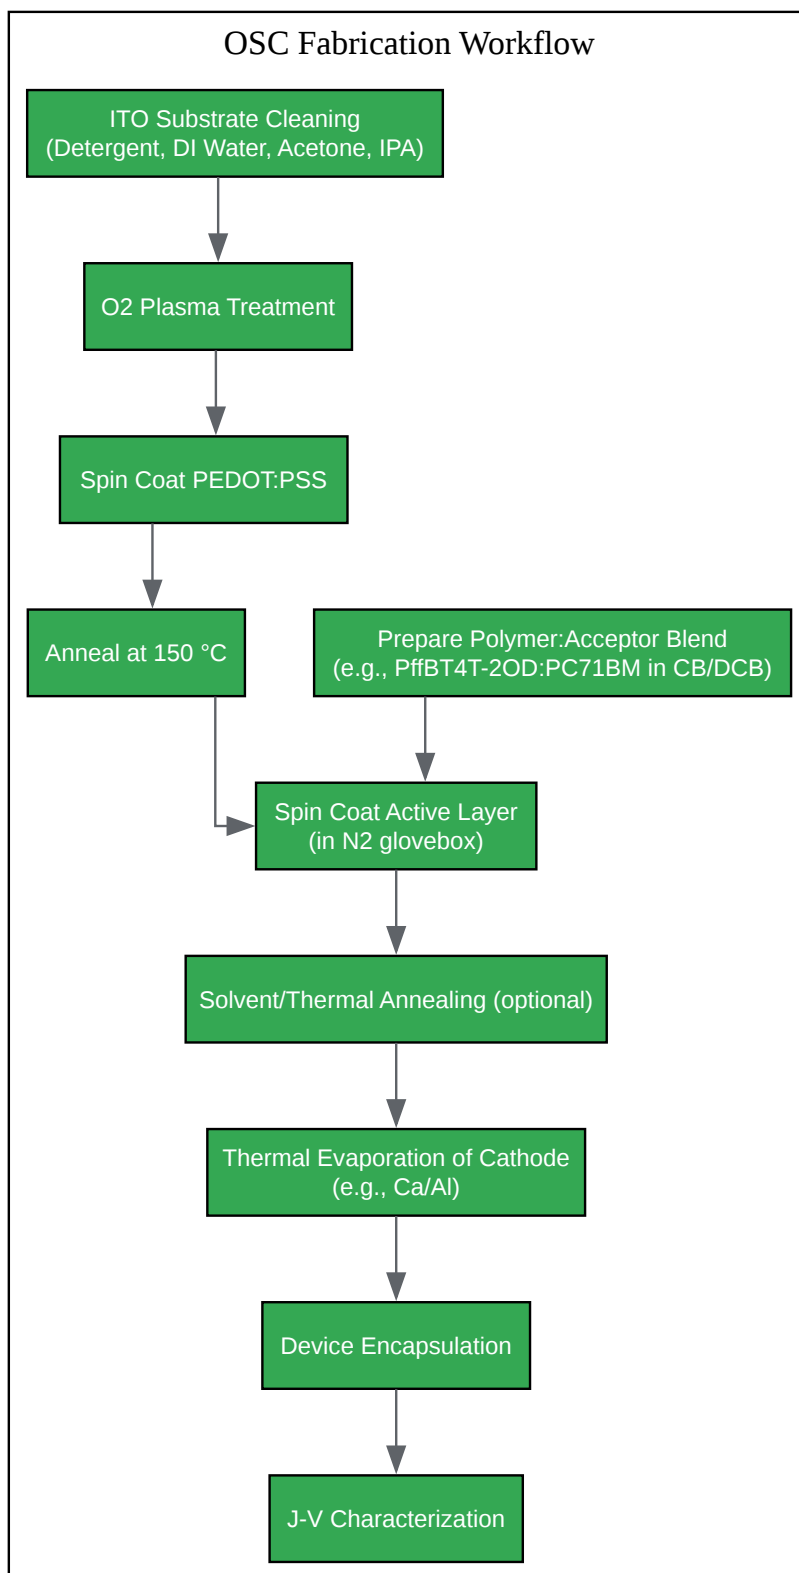 OSC Fabrication Workflow
ITO Substrate Cleaning
(Detergent, DI Water, Acetone, IPA)
O2 Plasma Treatment
Spin Coat PEDOT:PSS
Anneal at 150 °C
Prepare Polymer:Acceptor Blend
(e.g., PffBT4T-2OD:PC71BM in CB/DCB)
Spin Coat Active Layer
(in N2 glovebox)
Solvent/Thermal Annealing (optional)
Thermal Evaporation of Cathode
(e.g., Ca/Al)
Device Encapsulation
J-V Characterization